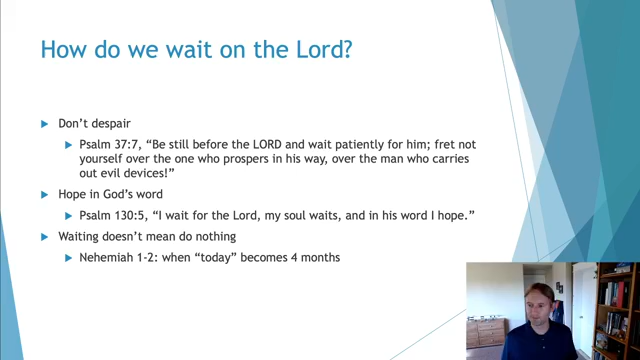 How do we wait on the Lord?
Don’t despair
Psalm 37:7, “Be still before the LORD and wait patiently for him; fret not
yourself over the one who prospers in his way, over the man who carries
out evil devices!”
Hope in God’s word
Psalm 130:5, “I wait for the Lord, my soul waits, and in his word I hope.”
Waiting doesn’t mean do nothing
Nehemiah 1-2: when “today” becomes 4 months